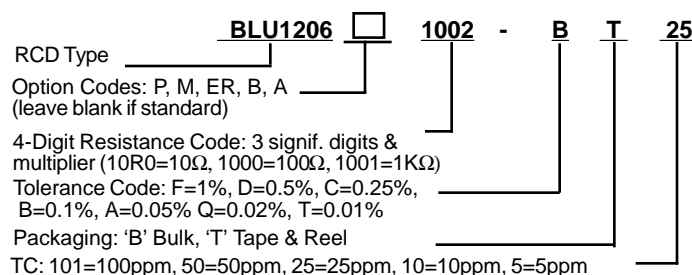 BLU1206 □ 1002 - B T 25
RCD Type
Option Codes: P, M, ER, B, A
(leave blank if standard)
4-Digit Resistance Code: 3 signif. digits &
multiplier (10R0=10Ω, 1000=100Ω, 1001=1KΩ)
Tolerance Code: F=1%, D=0.5%, C=0.25%,
B=0.1%, A=0.05% Q=0.02%, T=0.01%
Packaging: ‘B’ Bulk, ‘T’ Tape & Reel
TC: 101=100ppm, 50=50ppm, 25=25ppm, 10=10ppm, 5=5ppm